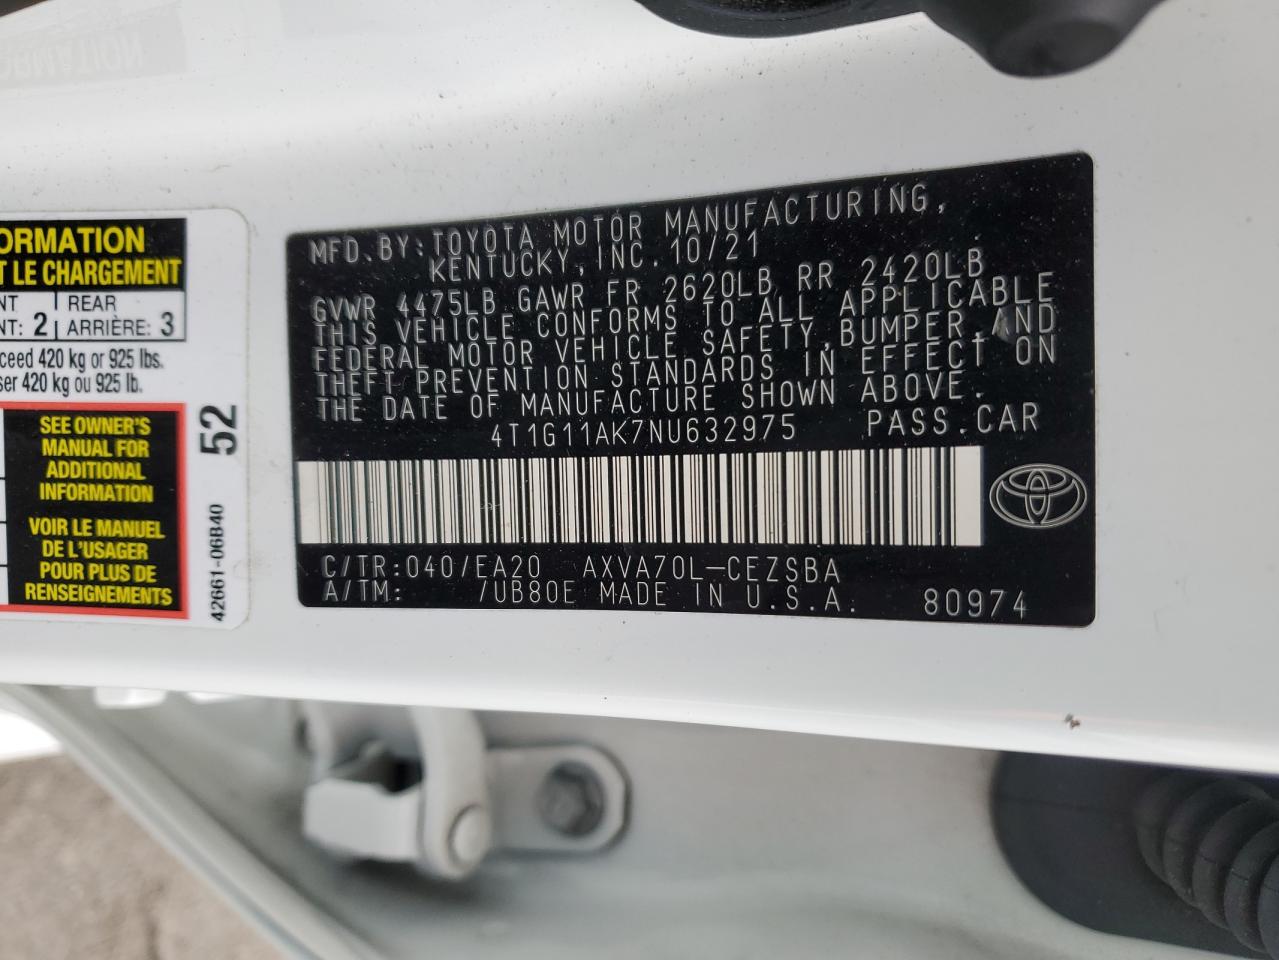 ORMATION
T LE CHARGEMENT
NT REAR
NT: 2 ARRIÈRE: 3
ceed 420 kg or 925 lbs.
ser 420 kg ou 925 lb.
SEE OWNER'S
MANUAL FOR
ADDITIONAL
INFORMATION
VOIR LE MANUEL
DE L'USAGER
POUR PLUS DE
RENSEIGNEMENTS
52
42661-06B40
MFD. BY: TOYOTA MOTOR MANUFACTURING,
KENTUCKY, INC. 10/21
GVWR 4475LB GAWR FR 2620LB RR 2420LB
THIS VEHICLE CONFORMS TO ALL APPLICABLE
FEDERAL MOTOR VEHICLE SAFETY, BUMPER, AND
THEFT PREVENTION STANDARDS IN EFFECT ON
THE DATE OF MANUFACTURE SHOWN ABOVE.
4T1G11AK7NU632975 PASS. CAR
C/TR: 040/EA20 AXVA70L-CEZSBA
A/TM: /UB80E MADE IN U.S.A. 80974